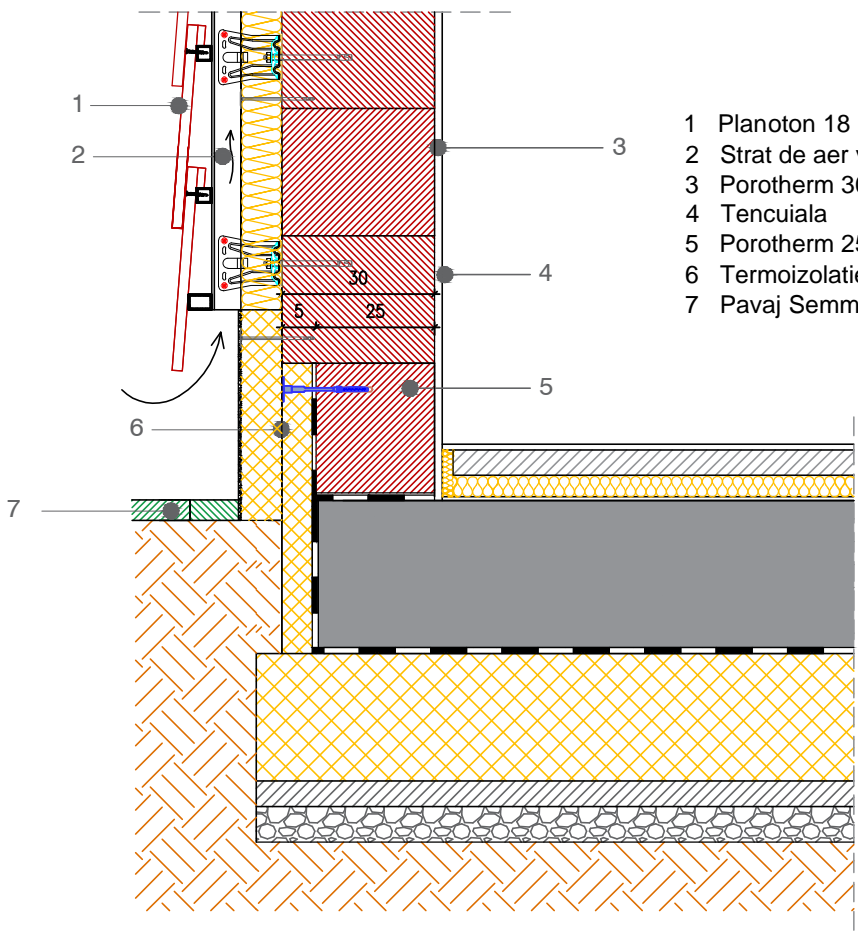 1 Planoton 18
2 Strat de aer
3 Porotherm
4 Tencuiala
5 Porotherm
6 Termoizolatie
7 Pavaj
1
2
3
4
30
5 25
5
6
7